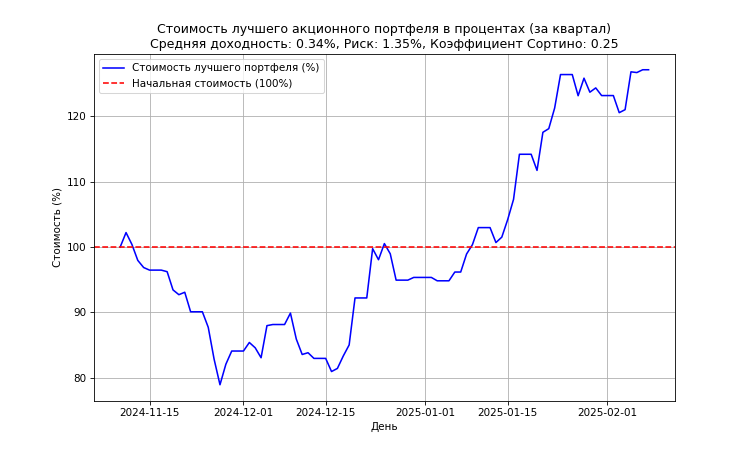 Стоимость лучшего акционного портфеля в процентах (за квартал)
Средняя доходность: 0.34%, Риск: 1.35%, Коэффициент Сортино: 0.25
Стоимость лучшего портфеля (%)
Начальная стоимость (100%)
Стоимость (%)
120
110
100
90
80
2024-11-15 2024-12-01 2024-12-15 2025-01-01 2025-01-15 2025-02-01
День